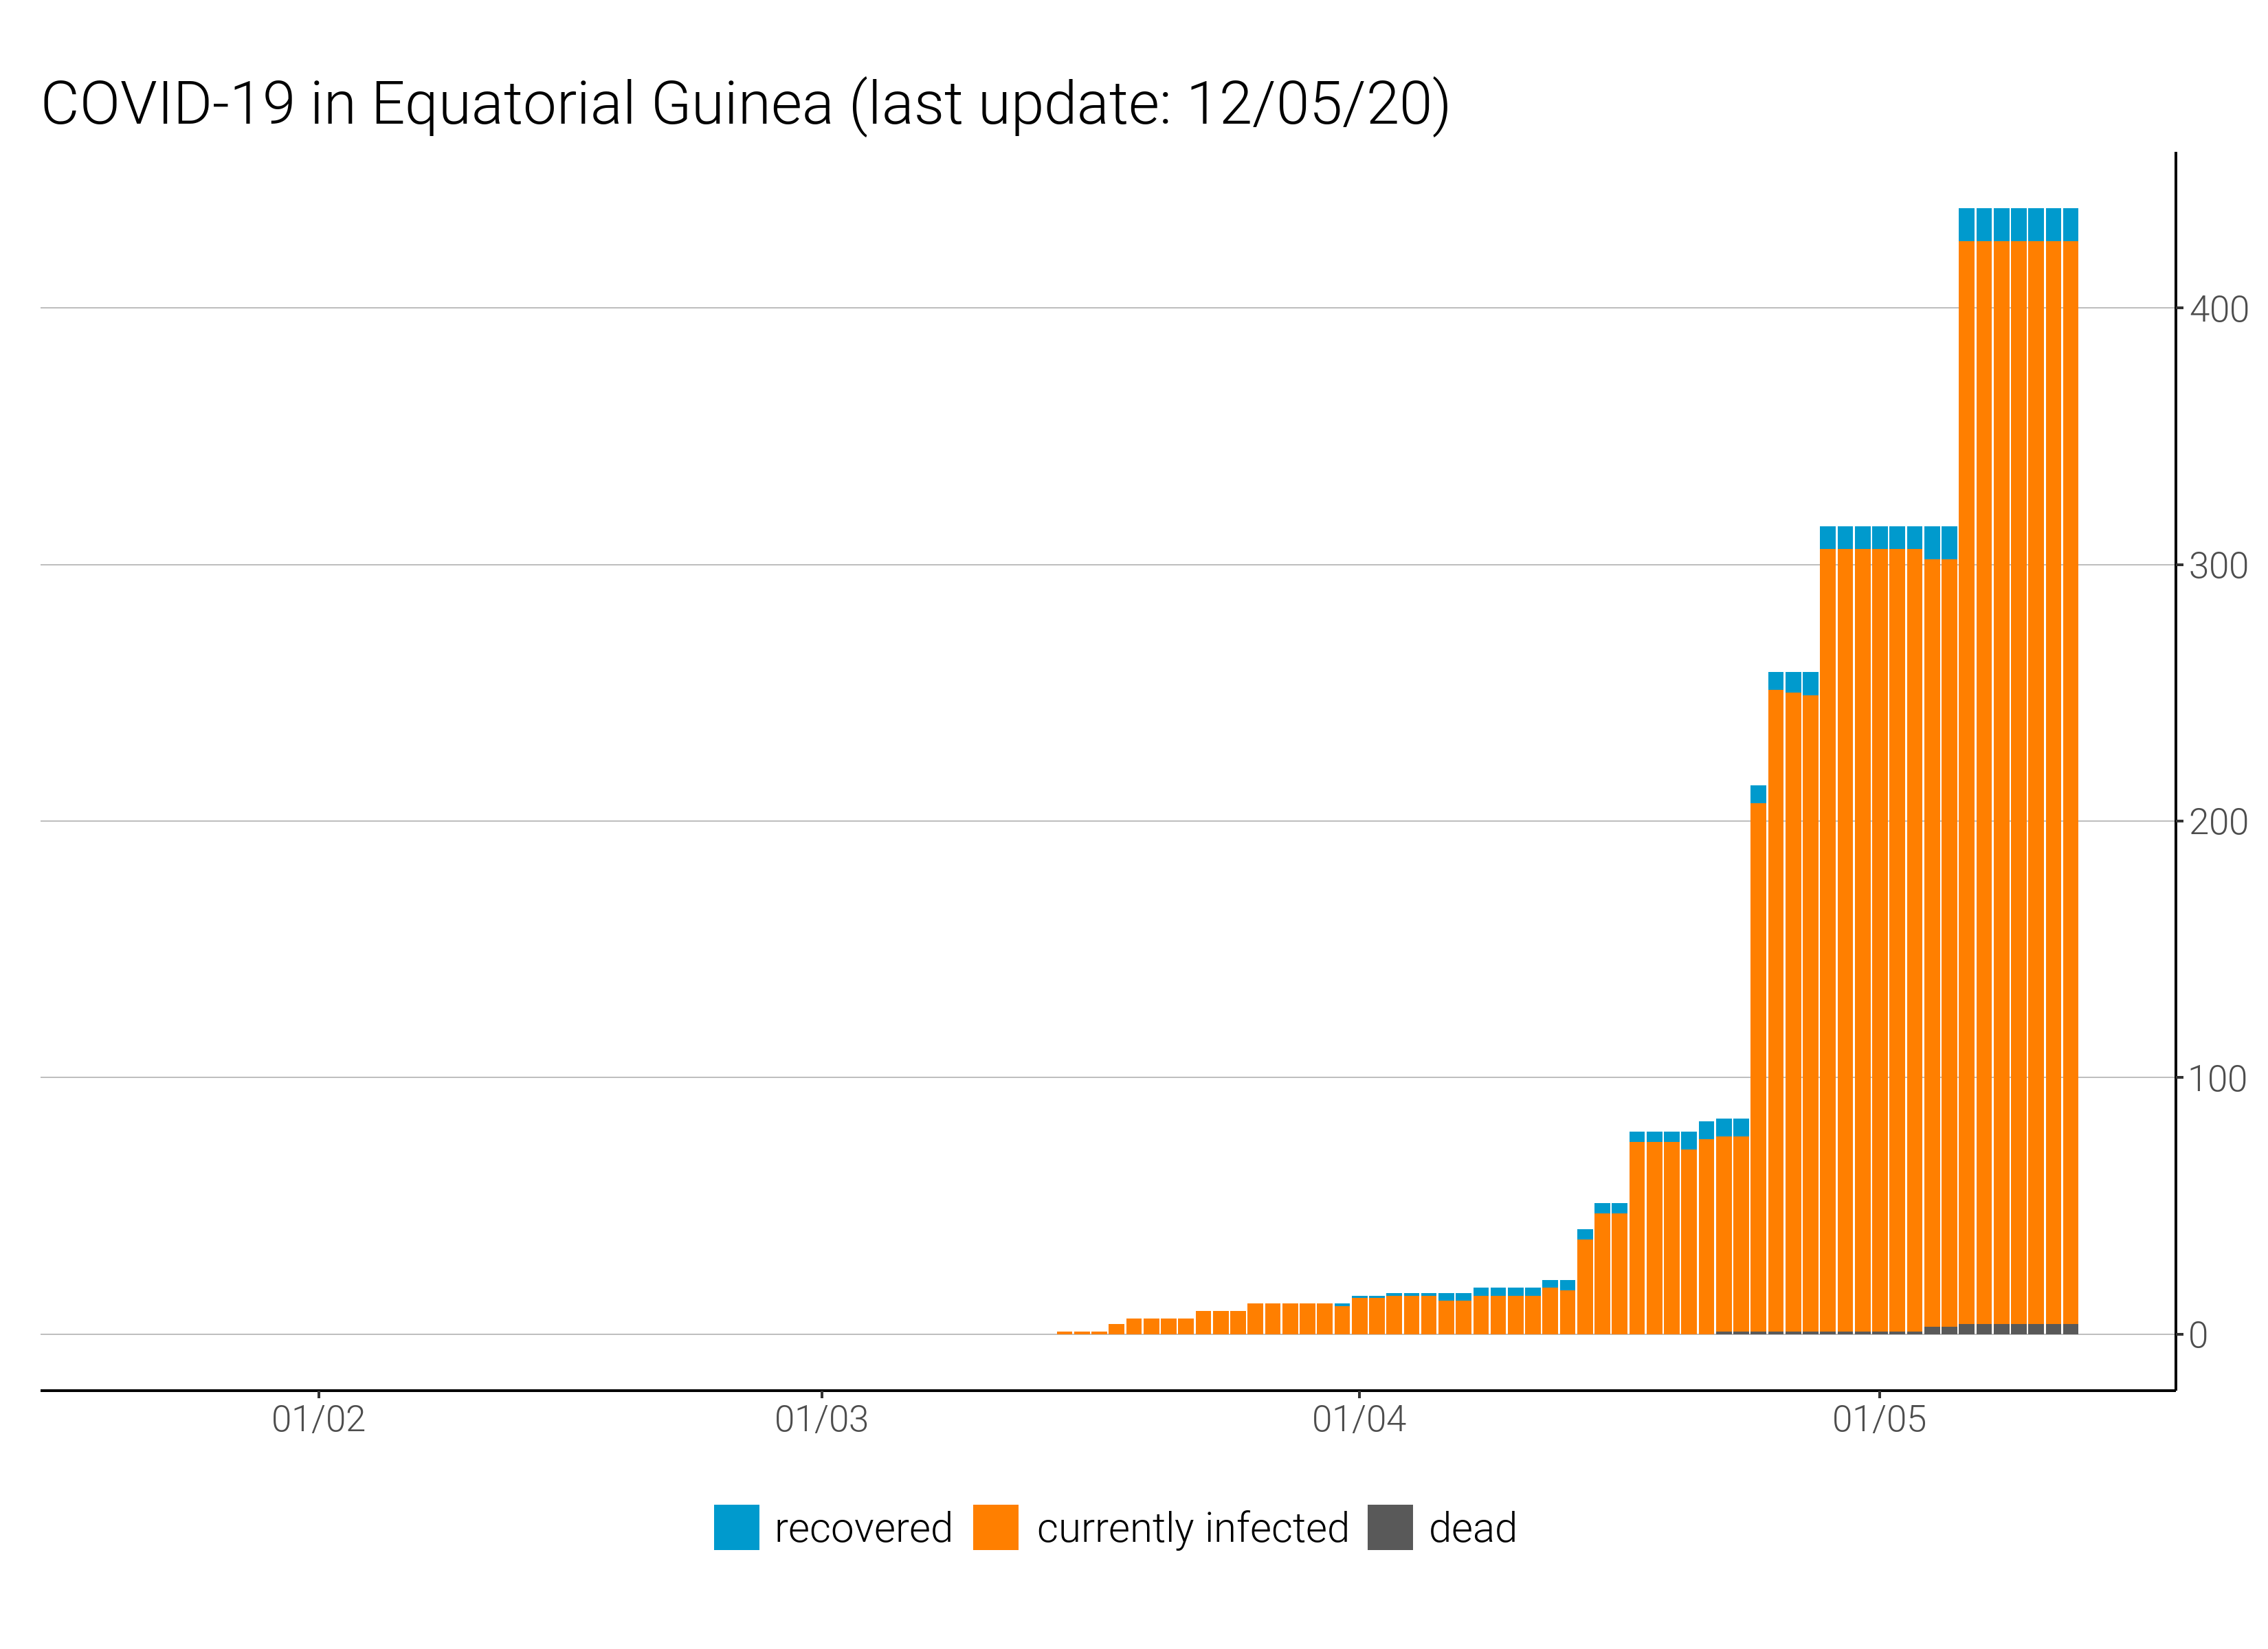 COVID-19 in Equatorial Guinea (last update: 12/05/20)
400
300
200
100
0
01/02 01/03 01/04 01/05
recovered currently infected dead